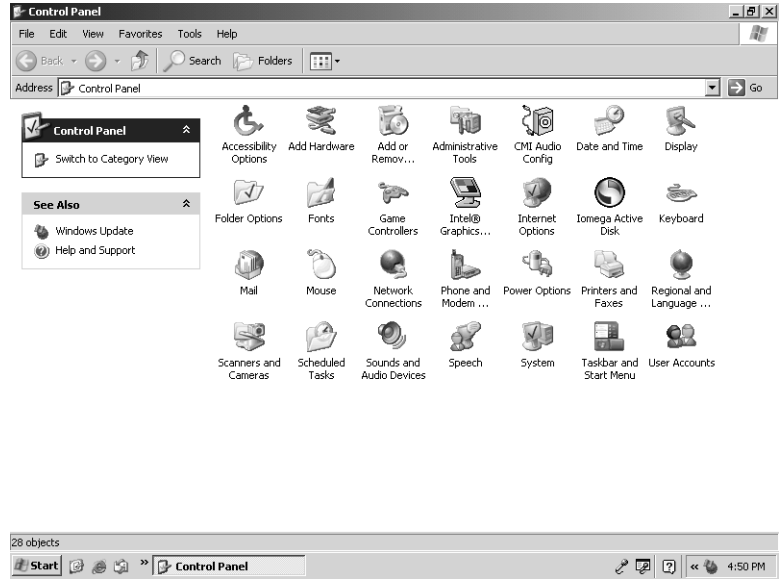 Control Panel
File Edit View Favorites Tools Help
Back Search Folders
Address Control Panel Go
Control Panel
Switch to Category View
See Also
Windows Update
Help and Support
Accessibility Options
Add Hardware
Add or Remov...
Administrative Tools
CMI Audio Config
Date and Time
Display
Folder Options
Fonts
Game Controllers
Intel® Graphics...
Internet Options
Iomega Active Disk
Keyboard
Mail
Mouse
Network Connections
Phone and Modem ...
Power Options
Printers and Faxes
Regional and Language ...
Scanners and Cameras
Scheduled Tasks
Sounds and Audio Devices
Speech
System
Taskbar and Start Menu
User Accounts
28 objects
Start » Control Panel « 4:50 PM